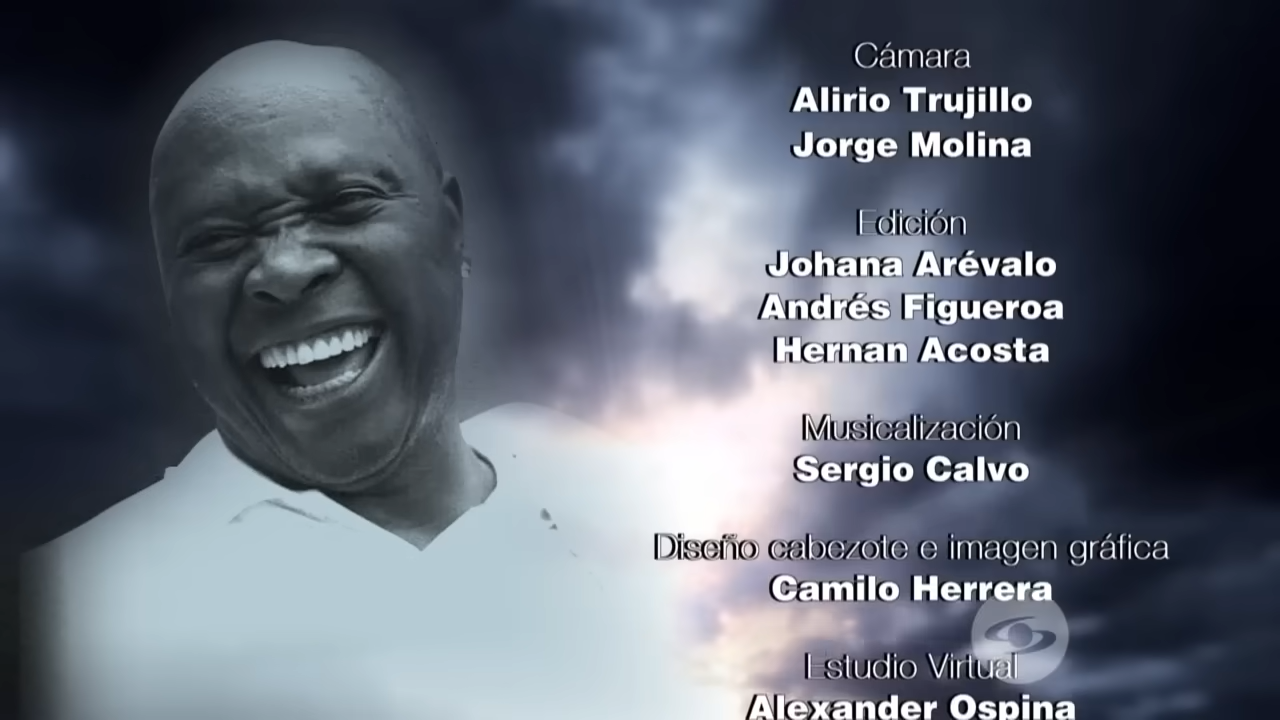 Cámara
Alirio Trujillo
Jorge Molina
Edición
Johana Arévalo
Andrés Figueroa
Hernan Acosta
Musicalización
Sergio Calvo
Diseño cabezote e imagen gráfica
Camilo Herrera
Estudio Virtual
Alexander Ospina